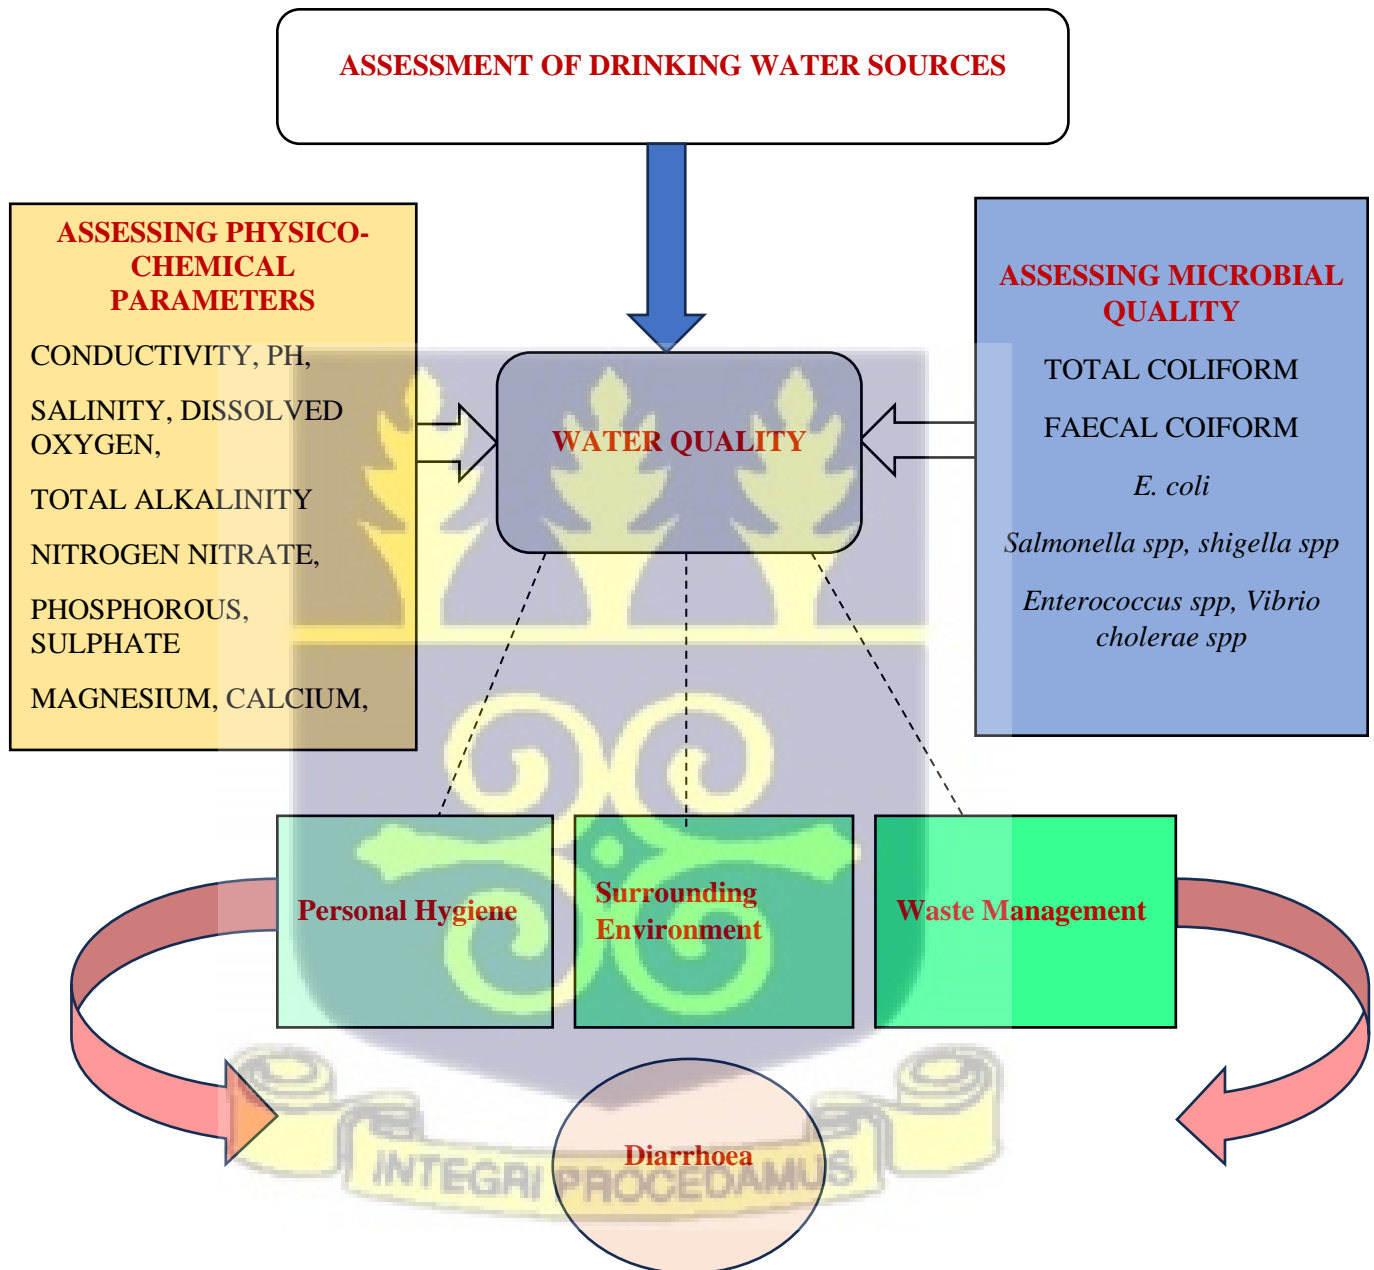 ASSESSMENT OF DRINKING WATER SOURCES
ASSESSING PHYSICO-
CHEMICAL
PARAMETERS
CONDUCTIVITY, PH,
SALINITY, DISSOLVED
OXYGEN,
TOTAL ALKALINITY
NITROGEN NITRATE,
PHOSPHOROUS,
SULPHATE
MAGNESIUM, CALCIUM,
WATER QUALITY
ASSESSING MICROBIAL
QUALITY
TOTAL COLIFORM
FAECAL COIFORM
E. coli
Salmonella spp, shigella spp
Enterococcus spp, Vibrio
cholerae spp
Personal Hygiene
Surrounding
Environment
Waste Management
Diarrhoea
INTEGRI PROCEDAMUS